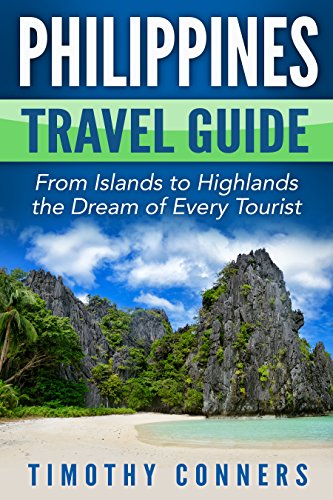 PHILIPPINES
TRAVEL GUIDE
From Islands to Highlands
the Dream of Every Tourist
TIMOTHY CONNERS